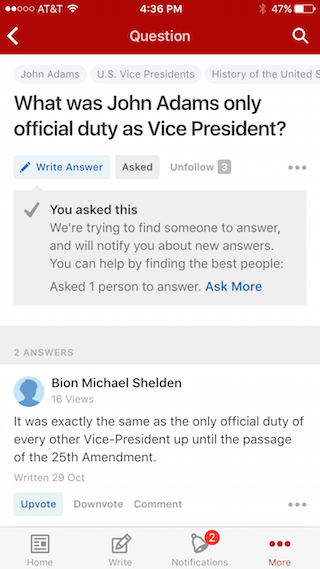 AT&T 4:36 PM 47%
Question
John Adams U.S. Vice Presidents History of the United S
What was John Adams only
official duty as Vice President?
Write Answer Asked Unfollow 3
You asked this
We're trying to find someone to answer,
and will notify you about new answers.
You can help by finding the best people:
Asked 1 person to answer. Ask More
2 ANSWERS
Bion Michael Shelden
16 Views
It was exactly the same as the only official duty of
every other Vice-President up until the passage
of the 25th Amendment.
Written 29 Oct
Upvote Downvote Comment
2
Home Write Notifications More